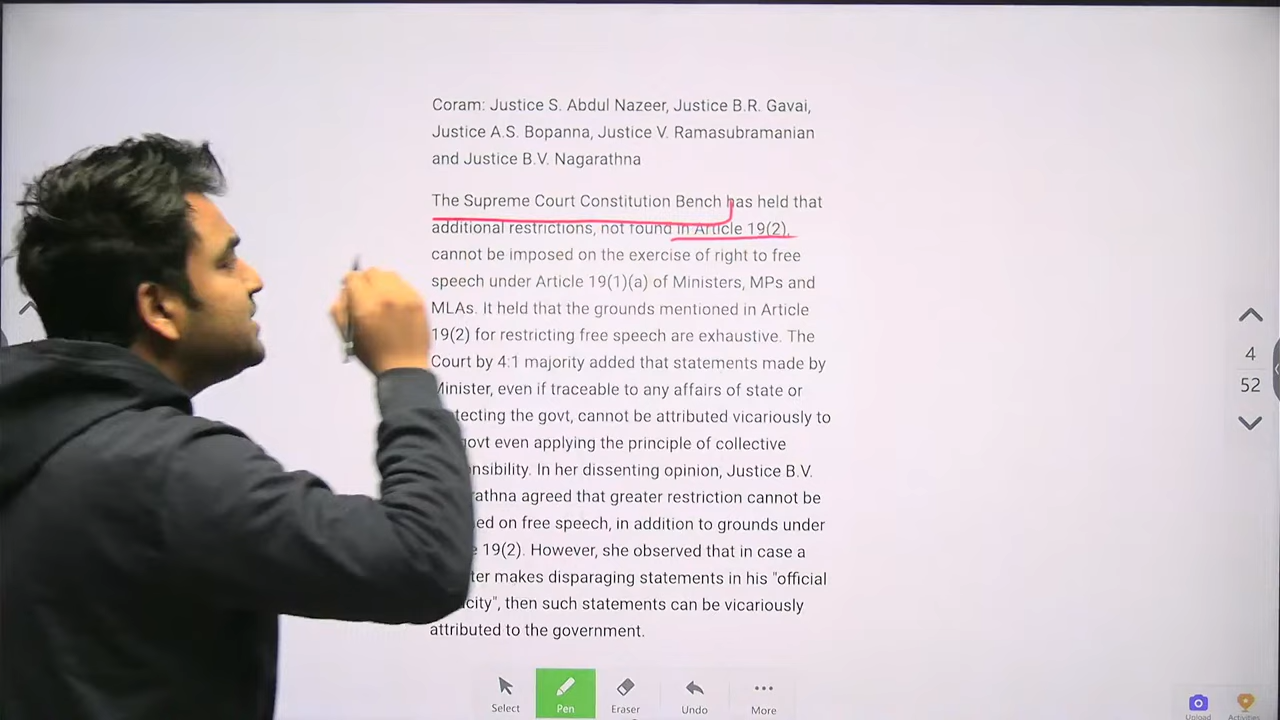 Coram: Justice S. Abdul Nazeer, Justice B.R. Gavai,
Justice A.S. Bopanna, Justice V. Ramasubramanian
and Justice B.V. Nagarathna
The Supreme Court Constitution Bench has held that
additional restrictions, not found in Article 19(2),
cannot be imposed on the exercise of right to free
speech under Article 19(1)(a) of Ministers, MPs and
MLAs. It held that the grounds mentioned in Article
19(2) for restricting free speech are exhaustive. The
Court by 4:1 majority added that statements made by
Minister, even if traceable to any affairs of state or
the govt, cannot be attributed vicariously to
govt even applying the principle of collective
In her dissenting opinion, Justice B.V.
agreed that greater restriction cannot be
on free speech, in addition to grounds under
19(2). However, she observed that in case a
makes disparaging statements in his "official
then such statements can be vicariously
attributed to the government.
4
52
Select
Pen
Eraser
Undo
More
Upload
Activities